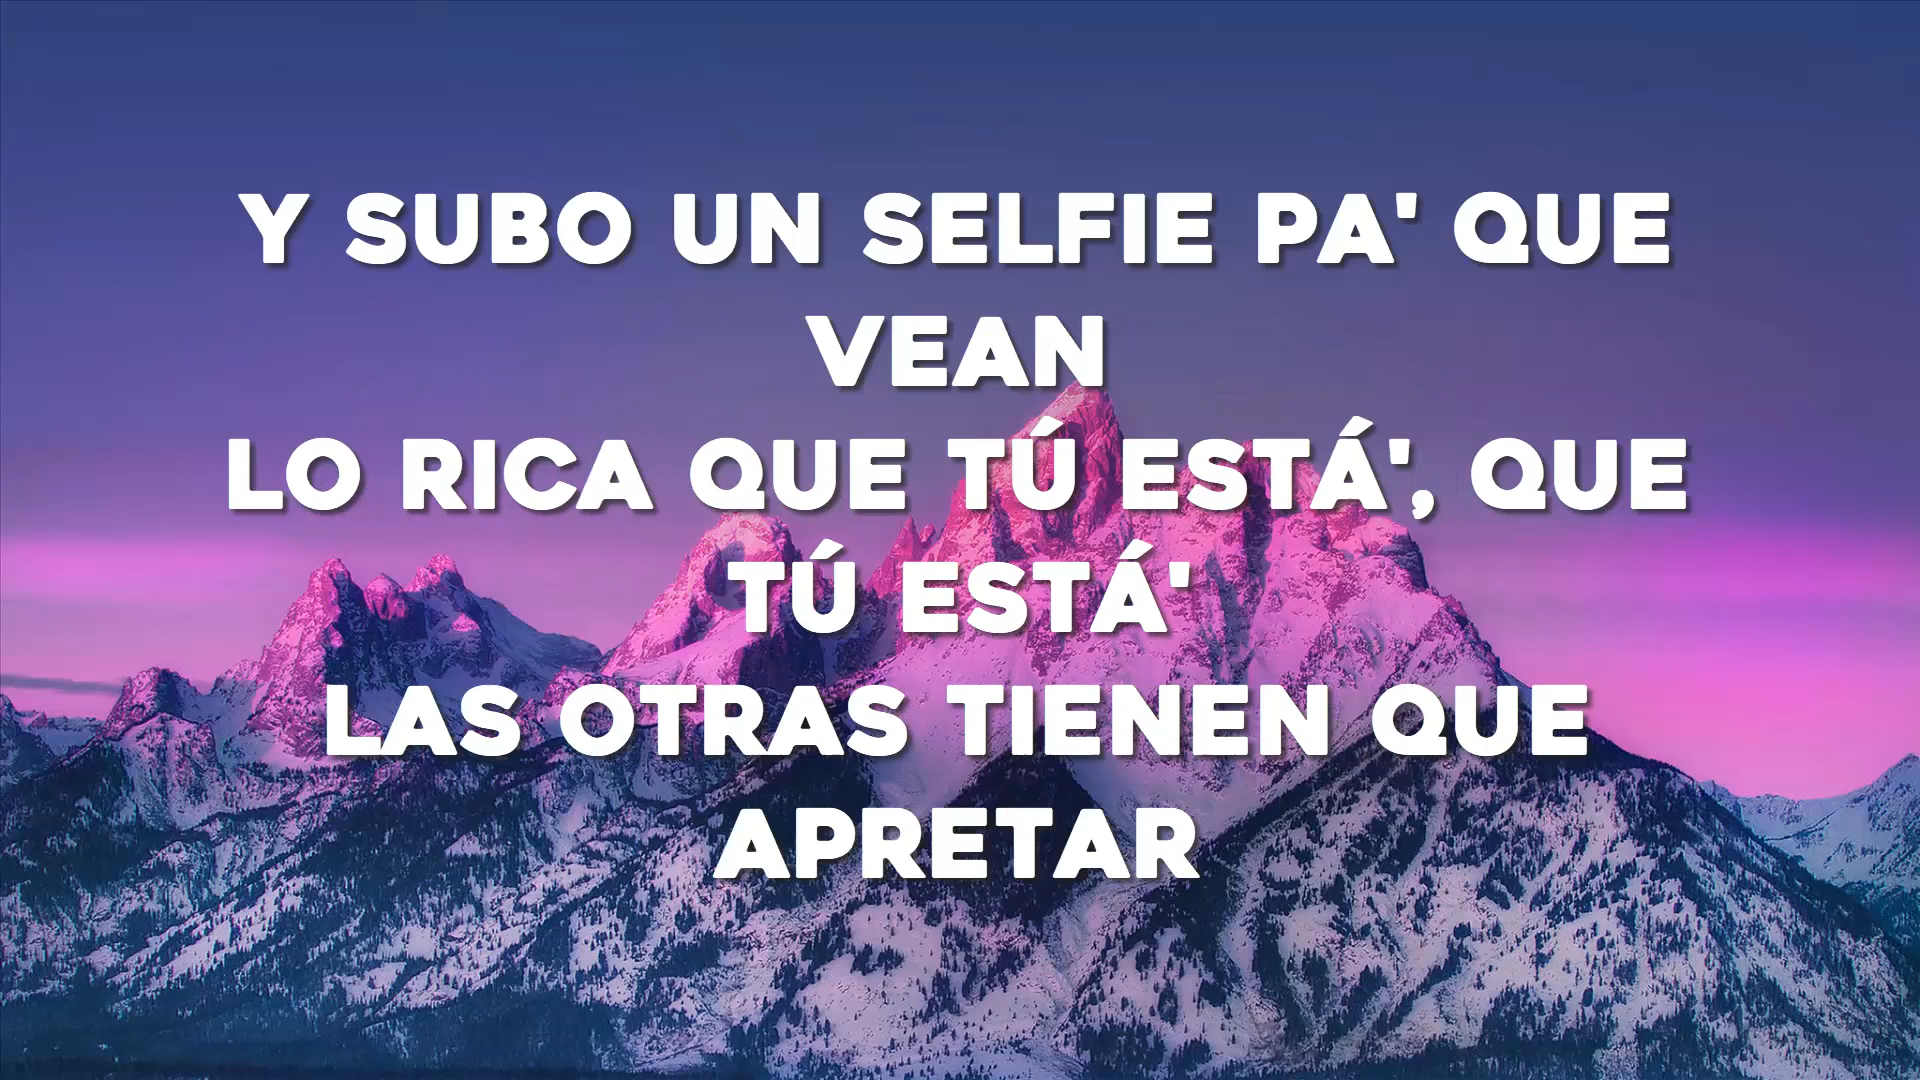 Y SUBO UN SELFIE PA' QUE
VEAN
LO RICA QUE TÚ ESTÁ', QUE
TÚ ESTÁ'
LAS OTRAS TIENEN QUE
APRETAR